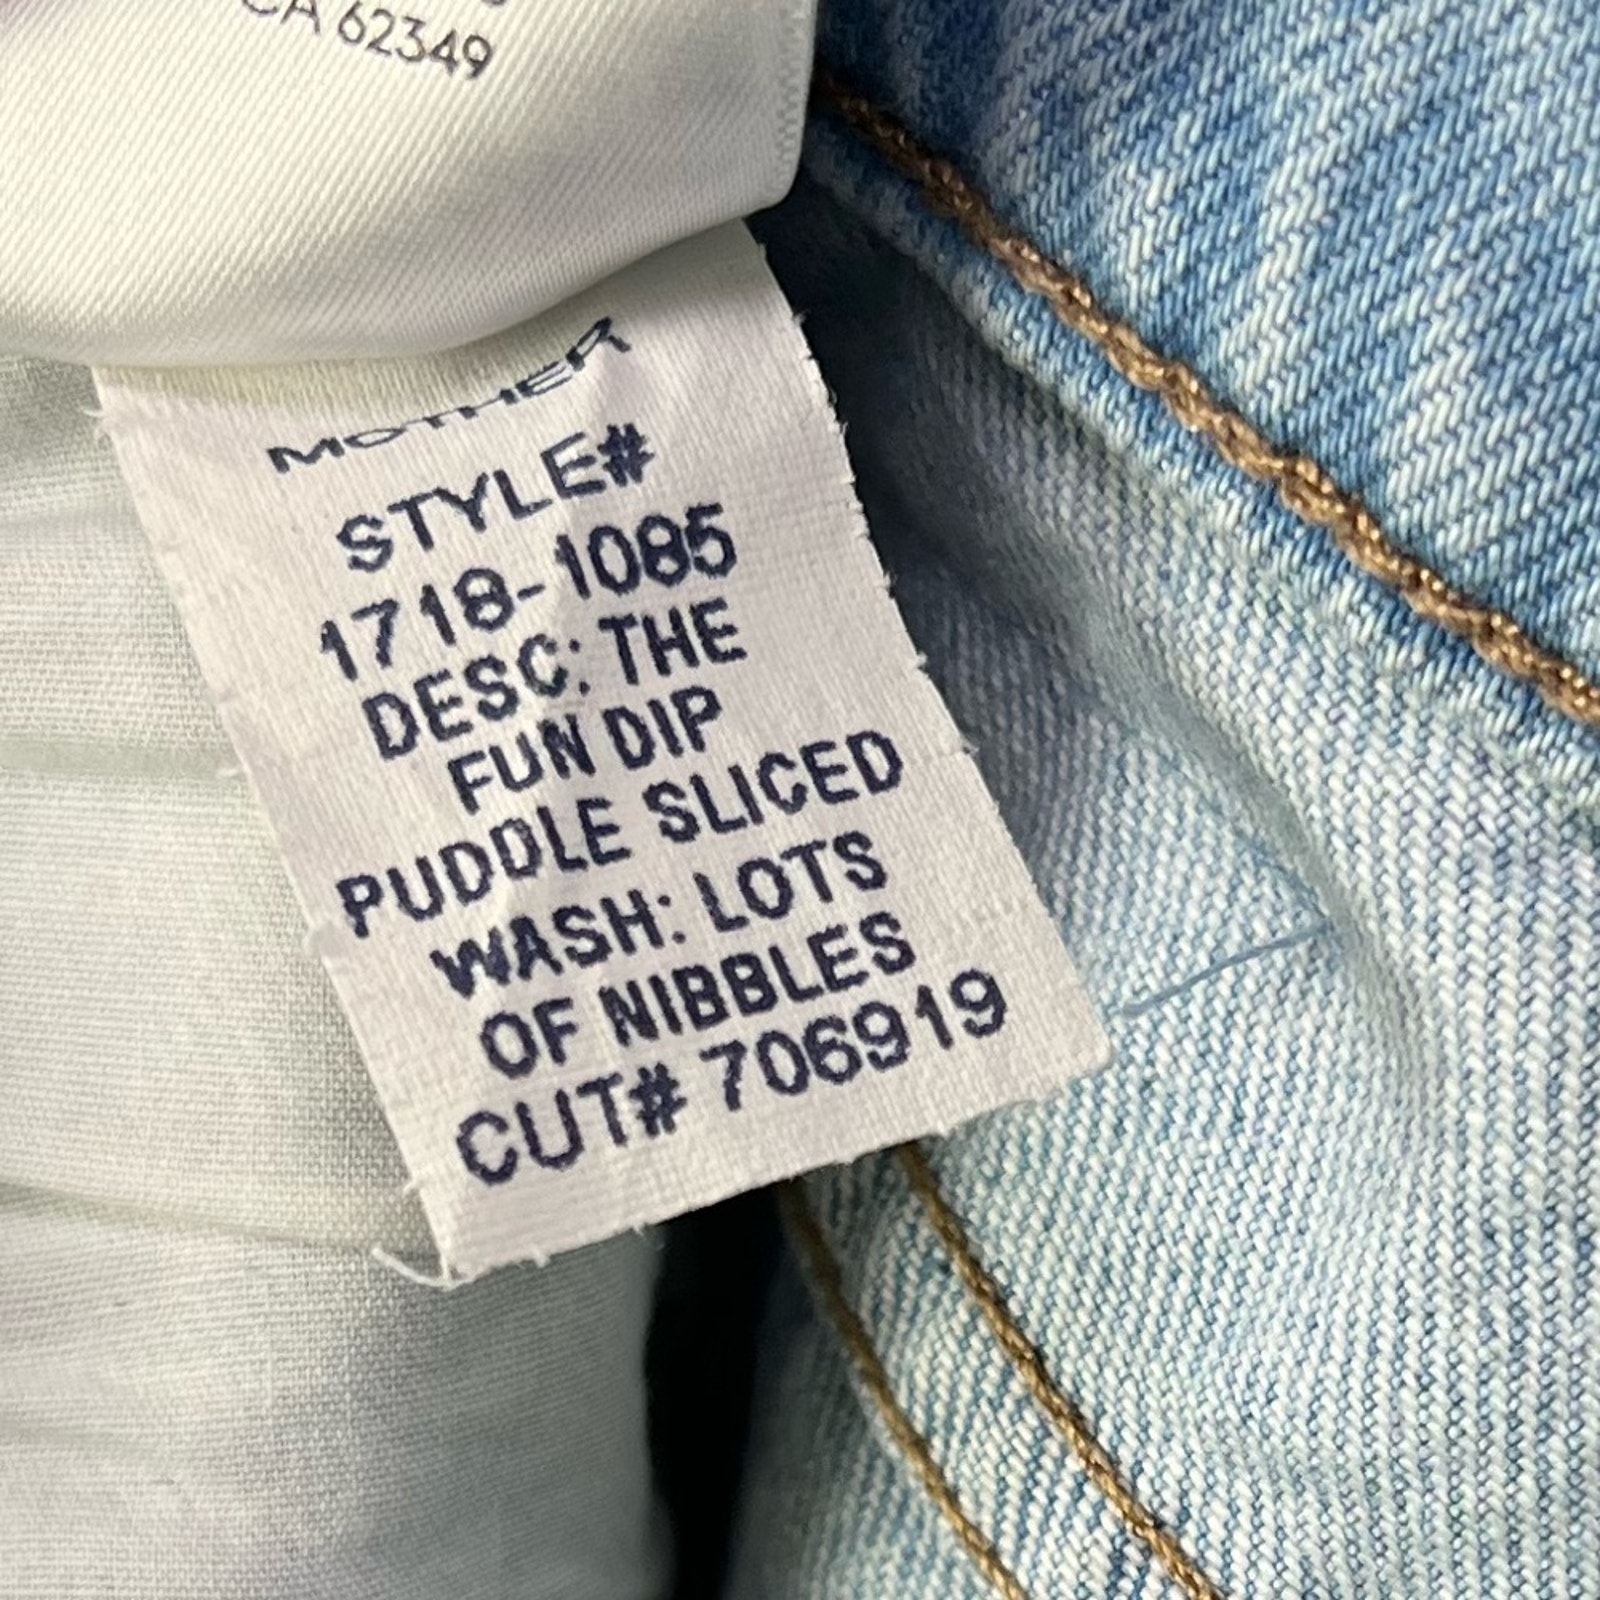 CA 62349
MOTHER
STYLE#
1718-1085
DESC: THE
FUN DIP
PUDDLE SLICED
WASH: LOTS
OF NIBBLES
CUT# 706919